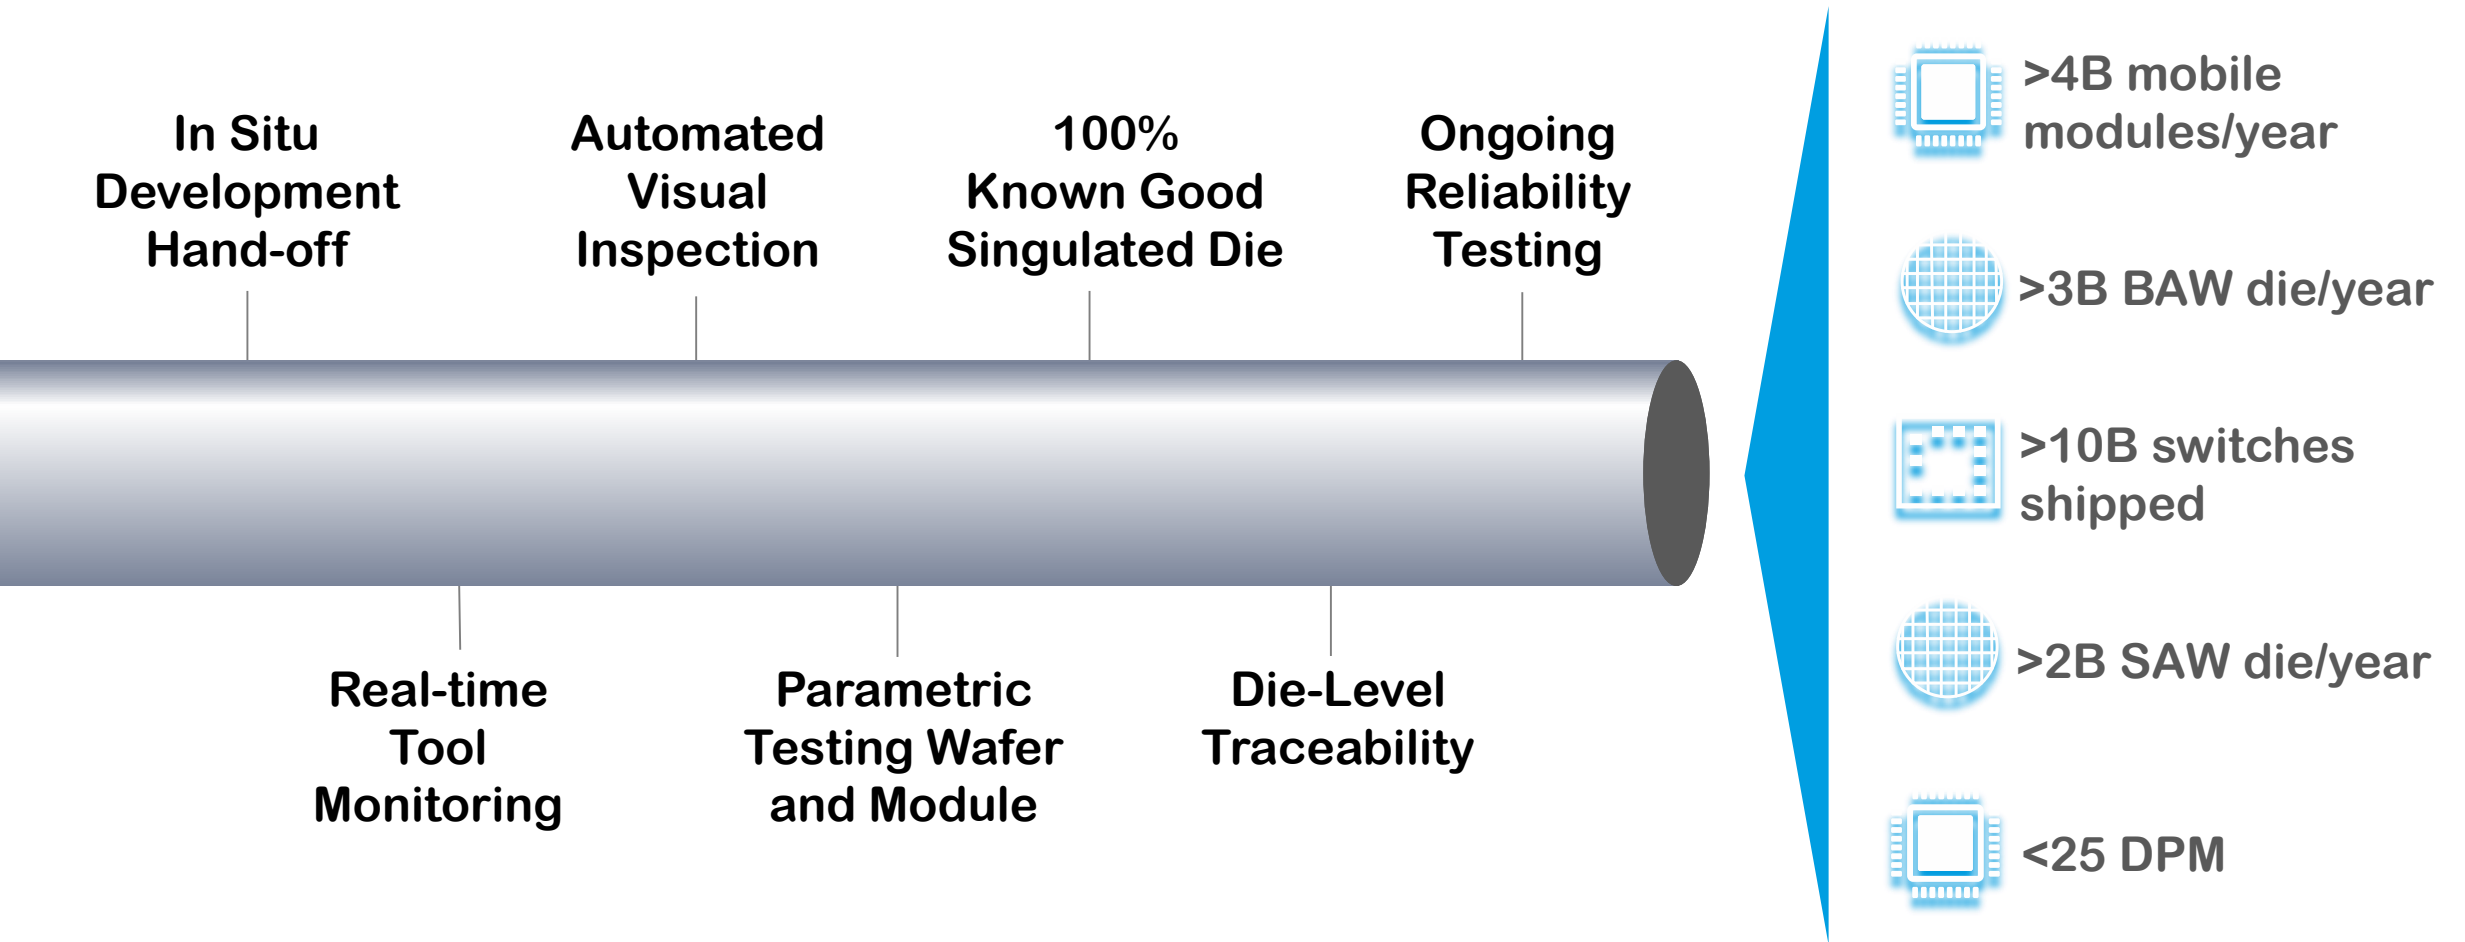 In Situ
Development
Hand-off
Automated
Visual
Inspection
100%
Known Good
Singulated Die
Ongoing
Reliability
Testing
Real-time
Tool
Monitoring
Parametric
Testing Wafer
and Module
Die-Level
Traceability
>4B mobile
modules/year
>3B BAW die/year
>10B switches
shipped
>2B SAW die/year
<25 DPM